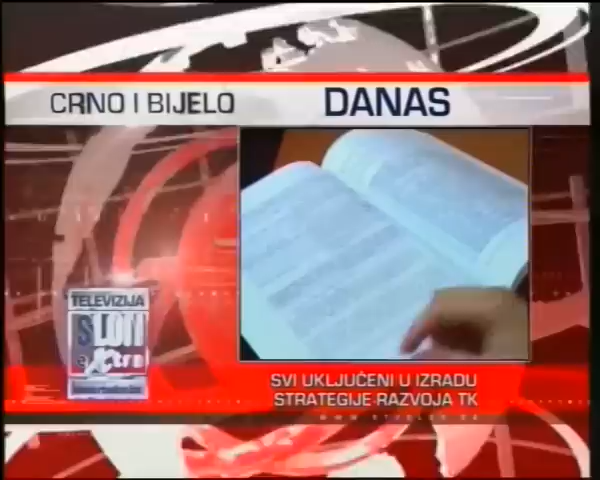 CRNO I BIJELO DANAS
TELEVIZIJA
SLON
extra
SVI UKLJUČENI U IZRADU
STRATEGIJE RAZVOJA TK